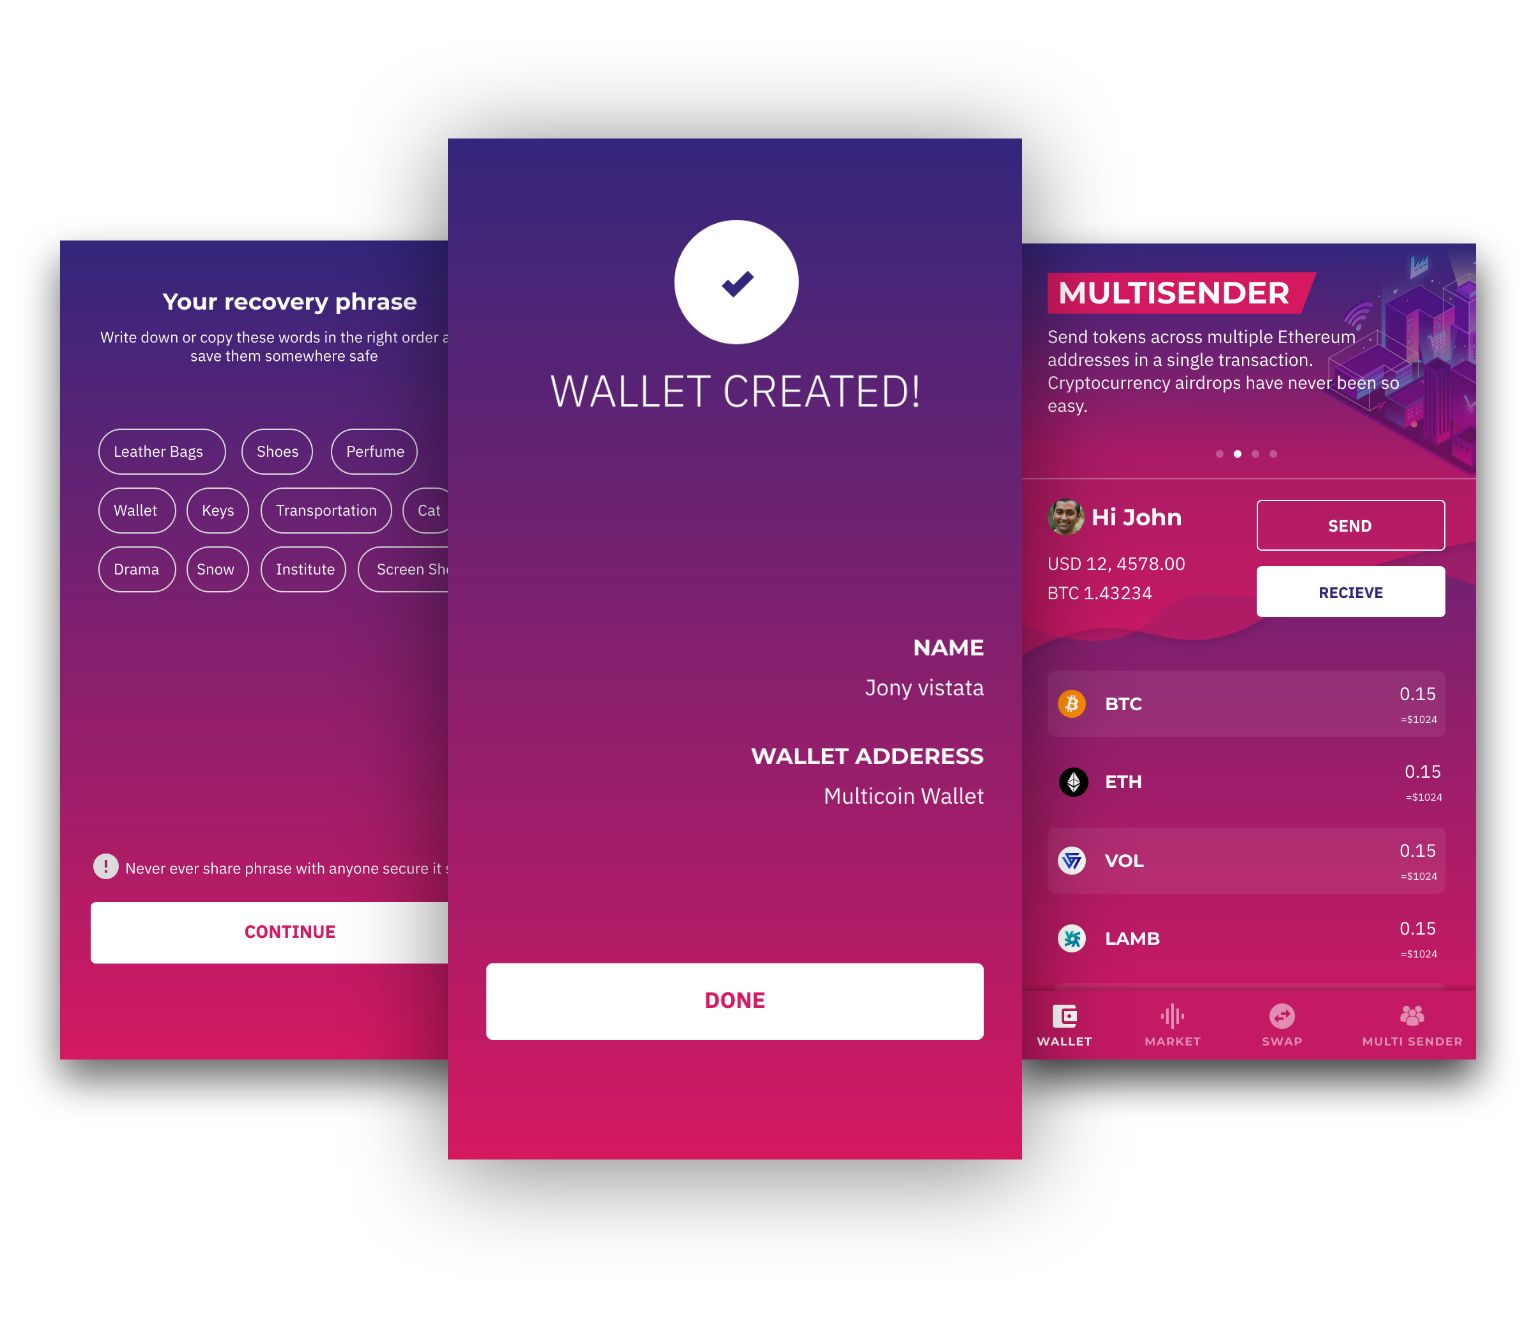 Your recovery phrase
Write down or copy these words in the right order
save them somewhere safe
Leather Bags
Shoes
Perfume
Wallet
Keys
Transportation
Cat
Drama
Snow
Institute
Screen
Never ever share phrase with anyone secure it
CONTINUE
WALLET CREATED!
NAME
Jony vistata
WALLET ADDERESS
Multicoin Wallet
DONE
MULTISENDER
Send tokens across multiple Ethereum
addresses in a single transaction.
Cryptocurrency airdrops have never been so
easy.
Hi John
USD 12, 4578.00
BTC 1.43234
SEND
RECIEVE
BTC
0.15
=$1024
ETH
0.15
=$1024
VOL
0.15
=$1024
LAMB
0.15
=$1024
WALLET
MARKET
SWAP
MULTI SENDER